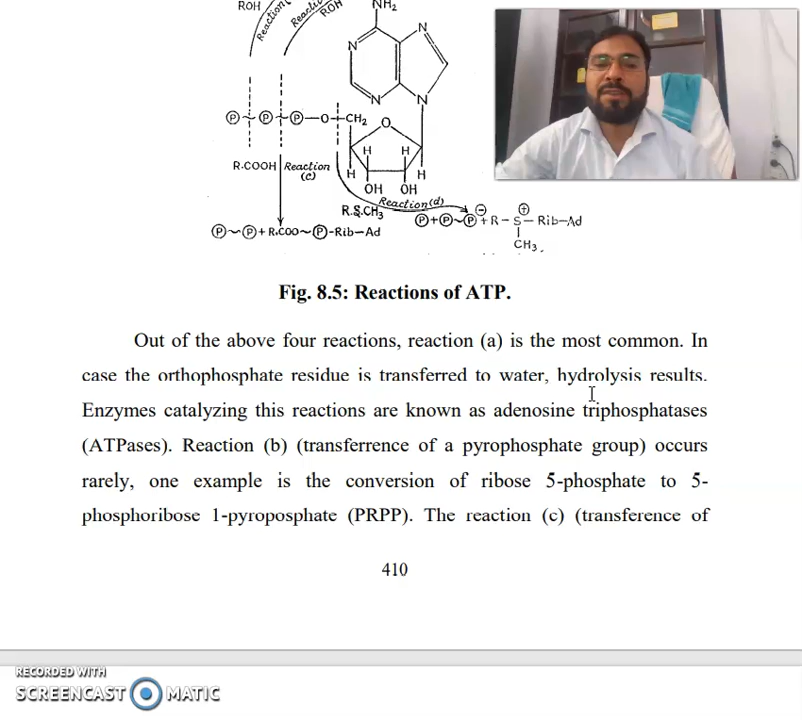 ROH
Reaction
ROH
NH2
N
N
N
N
P P P—O CH2
O
H H
H H
OH OH
R.COOH Reaction
(c)
Reaction(d)
R.S.CH3
P~P+R.COO~P-Rib—Ad
P+P~P+R—S—Rib—Ad
CH3.
Fig. 8.5: Reactions of ATP.
Out of the above four reactions, reaction (a) is the most common. In
case the orthophosphate residue is transferred to water, hydrolysis results.
Enzymes catalyzing this reactions are known as adenosine triphosphatases
(ATPases). Reaction (b) (transferrence of a pyrophosphate group) occurs
rarely, one example is the conversion of ribose 5-phosphate to 5-
phosphoribose 1-pyroposphate (PRPP). The reaction (c) (transference of
410
RECORDED WITH
SCREENCAST MATIC